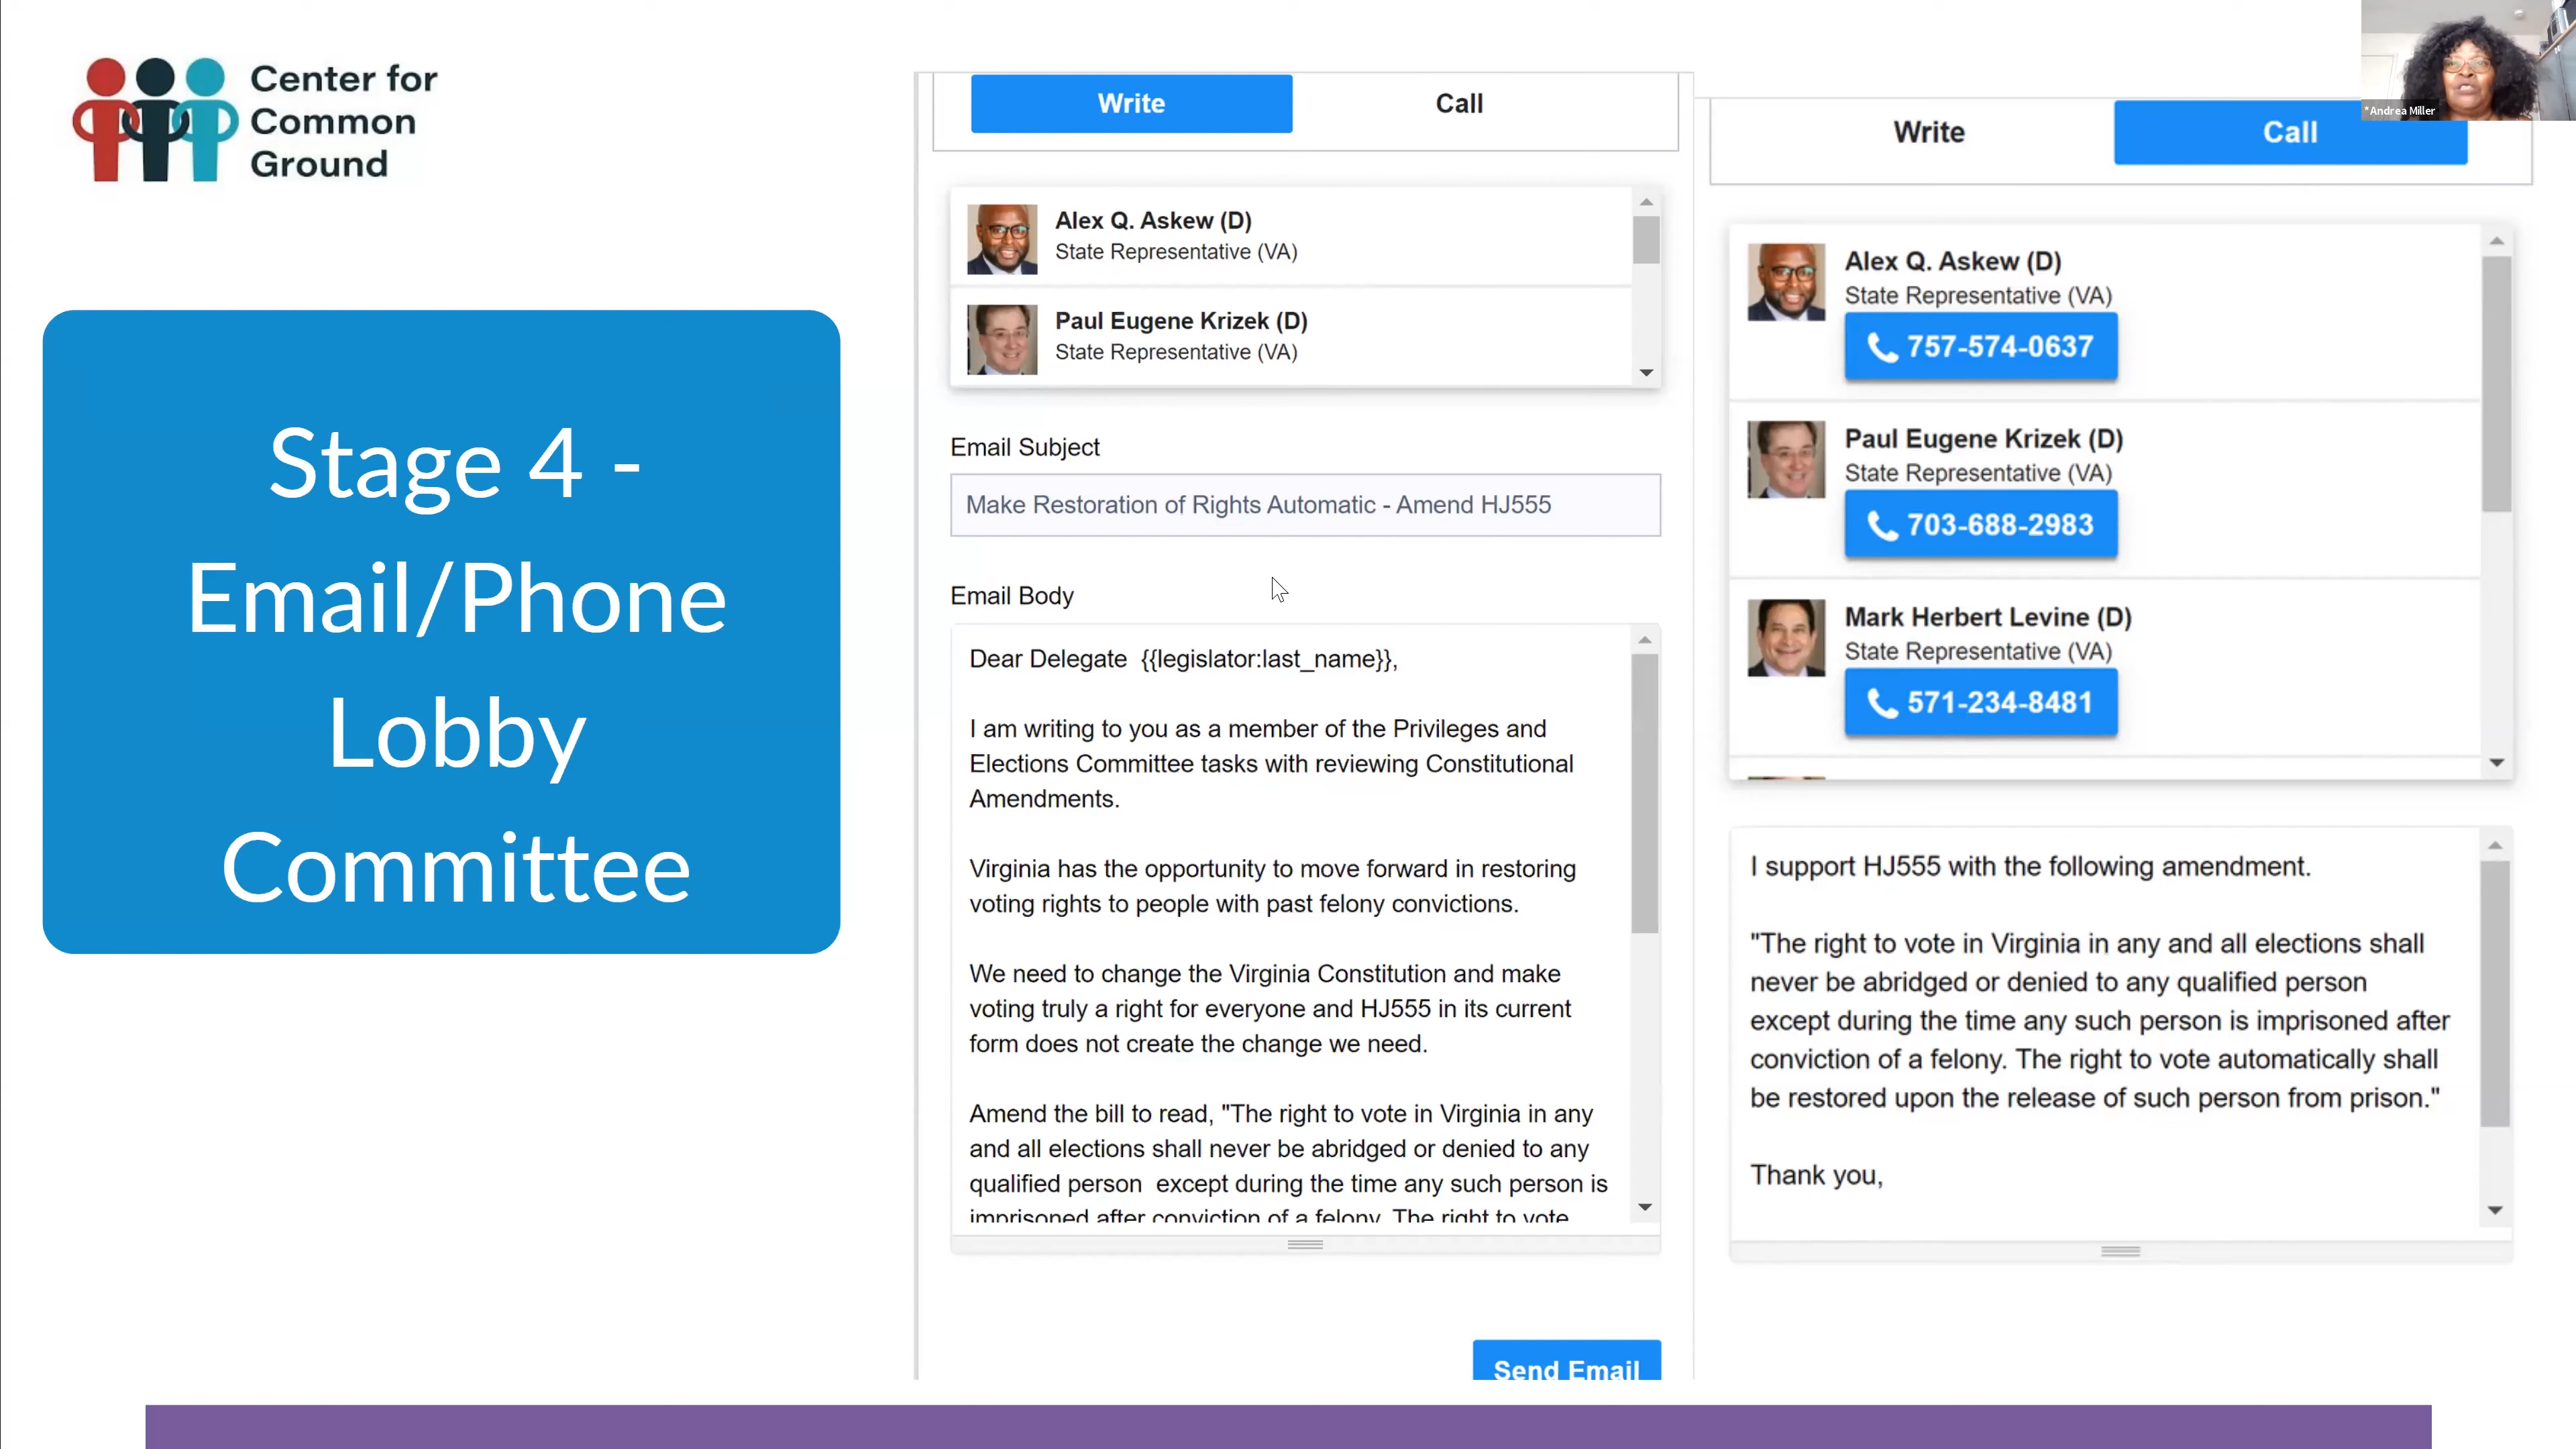 Center for
Common
Ground
Stage 4 -
Email/Phone
Lobby
Committee
Write
Call
Alex Q. Askew (D)
State Representative (VA)
Paul Eugene Krizek (D)
State Representative (VA)
Email Subject
Make Restoration of Rights Automatic - Amend HJ555
Email Body
Dear Delegate  {{legislator:last_name}},
I am writing to you as a member of the Privileges and
Elections Committee tasks with reviewing Constitutional
Amendments.
Virginia has the opportunity to move forward in restoring
voting rights to people with past felony convictions.
We need to change the Virginia Constitution and make
voting truly a right for everyone and HJ555 in its current
form does not create the change we need.
Amend the bill to read, "The right to vote in Virginia in any
and all elections shall never be abridged or denied to any
qualified person  except during the time any such person is
imprisoned after conviction of a felony. The right to vote
Send Email
*Andrea Miller
Write
Call
Alex Q. Askew (D)
State Representative (VA)
757-574-0637
Paul Eugene Krizek (D)
State Representative (VA)
703-688-2983
Mark Herbert Levine (D)
State Representative (VA)
571-234-8481
I support HJ555 with the following amendment.
"The right to vote in Virginia in any and all elections shall
never be abridged or denied to any qualified person
except during the time any such person is imprisoned after
conviction of a felony. The right to vote automatically shall
be restored upon the release of such person from prison."
Thank you,